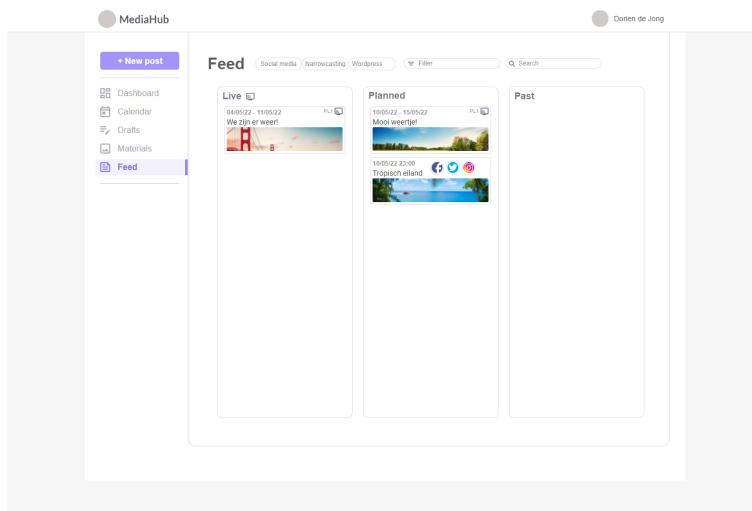 MediaHub
Dorien de Jong
+ New post
Dashboard
Calendar
Drafts
Materials
Feed
Feed
Social media
Narrowcasting
Wordpress
Filter
Search
Live
04/05/22 - 11/05/22
PL1
We zijn er weer!
Planned
10/05/22 - 15/05/22
PL1
Mooi weertje!
10/05/22 23:00
Tropisch eiland
Past